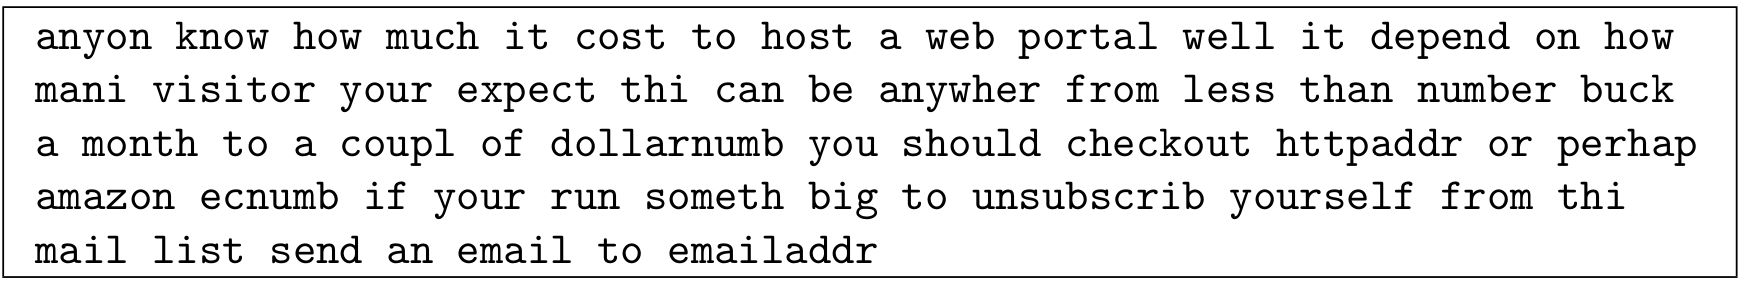 anyon know how much it cost to host a web portal well it depend on how
mani visitor your expect thi can be anywher from less than number buck
a month to a coupl of dollarnumb you should checkout httpaddr or perhap
amazon ecnumb if your run someth big to unsubscrib yourself from thi
mail list send an email to emailaddr